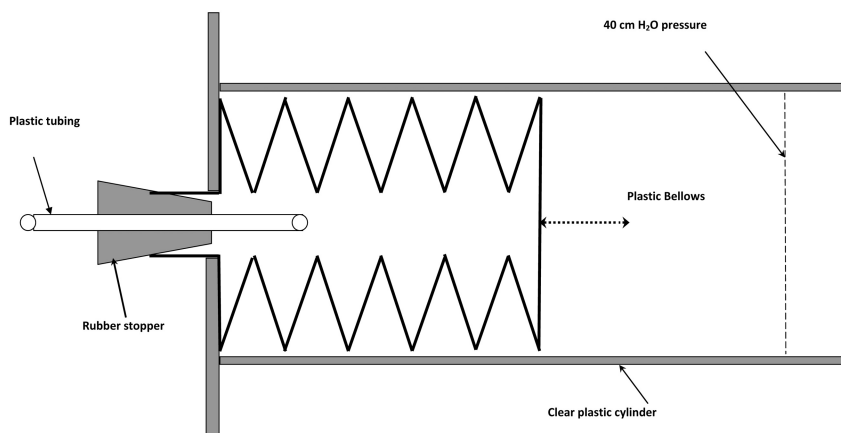 40 cm H₂O pressure
Plastic tubing
Plastic Bellows
Rubber stopper
Clear plastic cylinder